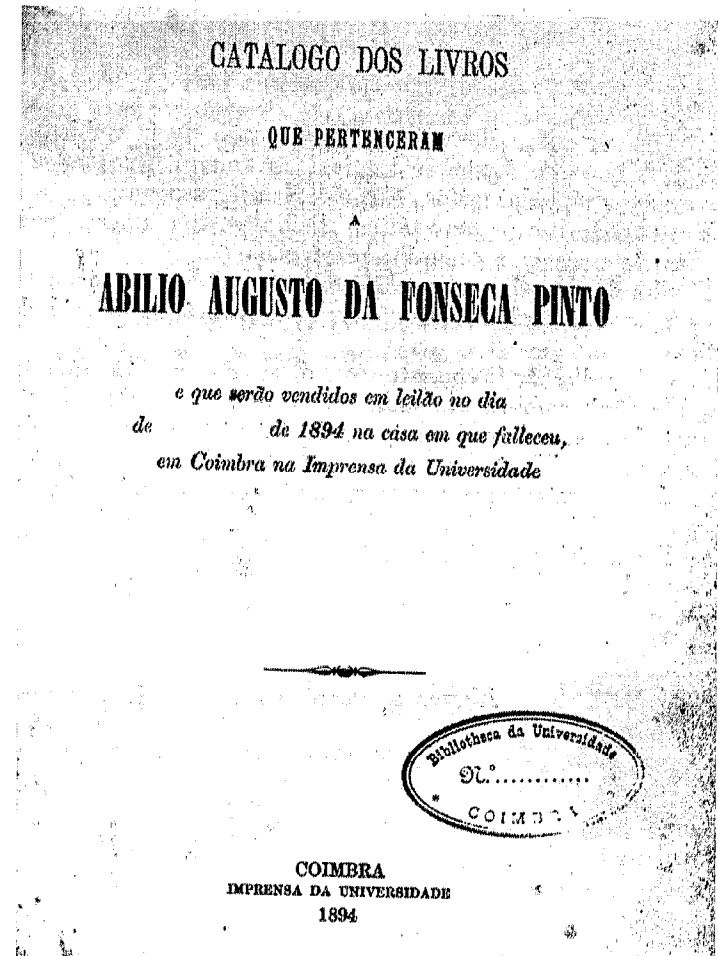 CATALOGO DOS LIVROS
QUE PERTENCERAM
A
ABILIO AUGUSTO DA FONSECA PINTO
e que serão vendidos em leilão no dia
de de 1894 na casa em que falleceu,
em Coimbra na Imprensa da Universidade
Bibliotheca da Universidade
N.º............
* COIMBRA
COIMBRA
IMPRENSA DA UNIVERSIDADE
1894